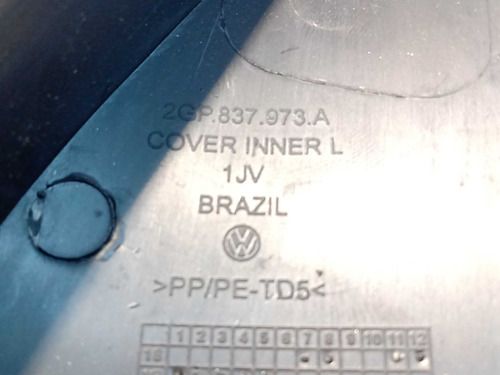 2GP.837.973.A
COVER INNER L
1JV
BRAZIL
VW
>PP/PE-TD5<
1 2 3 4 5 6 7 8 9 10 11 12